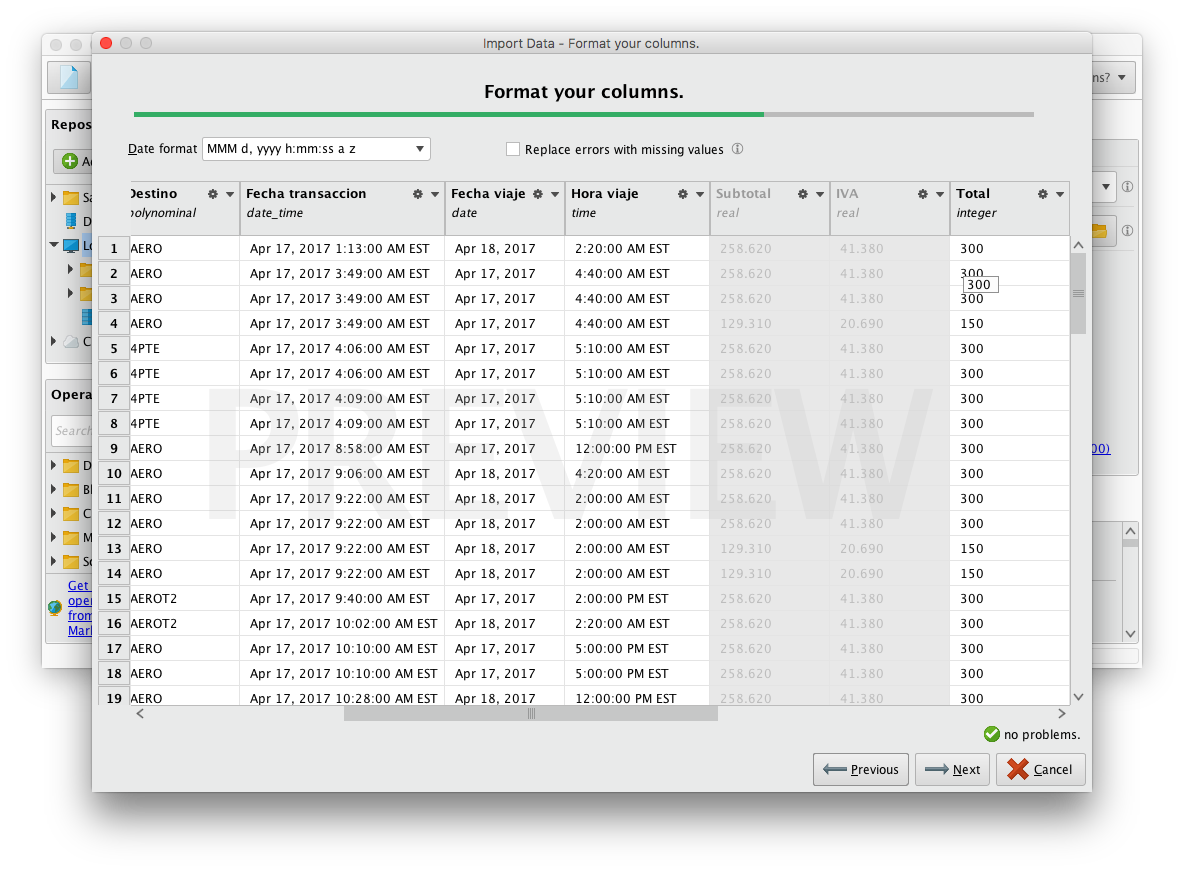 Import Data - Format your columns.
ns?
Format your columns.
Repos
Date format MMM d, yyyy h:mm:ss a z Replace errors with missing values
Destino Fecha transaccion Fecha viaje Hora viaje Subtotal IVA Total
polynominal date_time date time real real integer
1 AERO Apr 17, 2017 1:13:00 AM EST Apr 18, 2017 2:20:00 AM EST 258.620 41.380 300
2 AERO Apr 17, 2017 3:49:00 AM EST Apr 18, 2017 4:40:00 AM EST 258.620 41.380 300
300
3 AERO Apr 17, 2017 3:49:00 AM EST Apr 18, 2017 4:40:00 AM EST 258.620 41.380 300
4 AERO Apr 17, 2017 3:49:00 AM EST Apr 18, 2017 4:40:00 AM EST 129.310 20.690 150
5 4PTE Apr 17, 2017 4:06:00 AM EST Apr 17, 2017 5:10:00 AM EST 258.620 41.380 300
6 4PTE Apr 17, 2017 4:06:00 AM EST Apr 17, 2017 5:10:00 AM EST 258.620 41.380 300
7 4PTE Apr 17, 2017 4:09:00 AM EST Apr 17, 2017 5:10:00 AM EST 258.620 41.380 300
8 4PTE Apr 17, 2017 4:09:00 AM EST Apr 17, 2017 5:10:00 AM EST 258.620 41.380 300
9 AERO Apr 17, 2017 8:58:00 AM EST Apr 17, 2017 12:00:00 PM EST 258.620 41.380 300
10 AERO Apr 17, 2017 9:06:00 AM EST Apr 18, 2017 4:20:00 AM EST 258.620 41.380 300
11 AERO Apr 17, 2017 9:22:00 AM EST Apr 18, 2017 2:00:00 AM EST 258.620 41.380 300
12 AERO Apr 17, 2017 9:22:00 AM EST Apr 18, 2017 2:00:00 AM EST 258.620 41.380 300
13 AERO Apr 17, 2017 9:22:00 AM EST Apr 18, 2017 2:00:00 AM EST 129.310 20.690 150
14 AERO Apr 17, 2017 9:22:00 AM EST Apr 18, 2017 2:00:00 AM EST 129.310 20.690 150
15 AEROT2 Apr 17, 2017 9:40:00 AM EST Apr 17, 2017 2:00:00 PM EST 258.620 41.380 300
16 AEROT2 Apr 17, 2017 10:02:00 AM EST Apr 18, 2017 2:20:00 AM EST 258.620 41.380 300
17 AERO Apr 17, 2017 10:10:00 AM EST Apr 17, 2017 5:00:00 PM EST 258.620 41.380 300
18 AERO Apr 17, 2017 10:10:00 AM EST Apr 17, 2017 5:00:00 PM EST 258.620 41.380 300
19 AERO Apr 17, 2017 10:28:00 AM EST Apr 18, 2017 12:00:00 PM EST 258.620 41.380 300
PREVIEW
Opera
Search
Get
oper
from
Mark
00)
no problems.
Previous Next Cancel